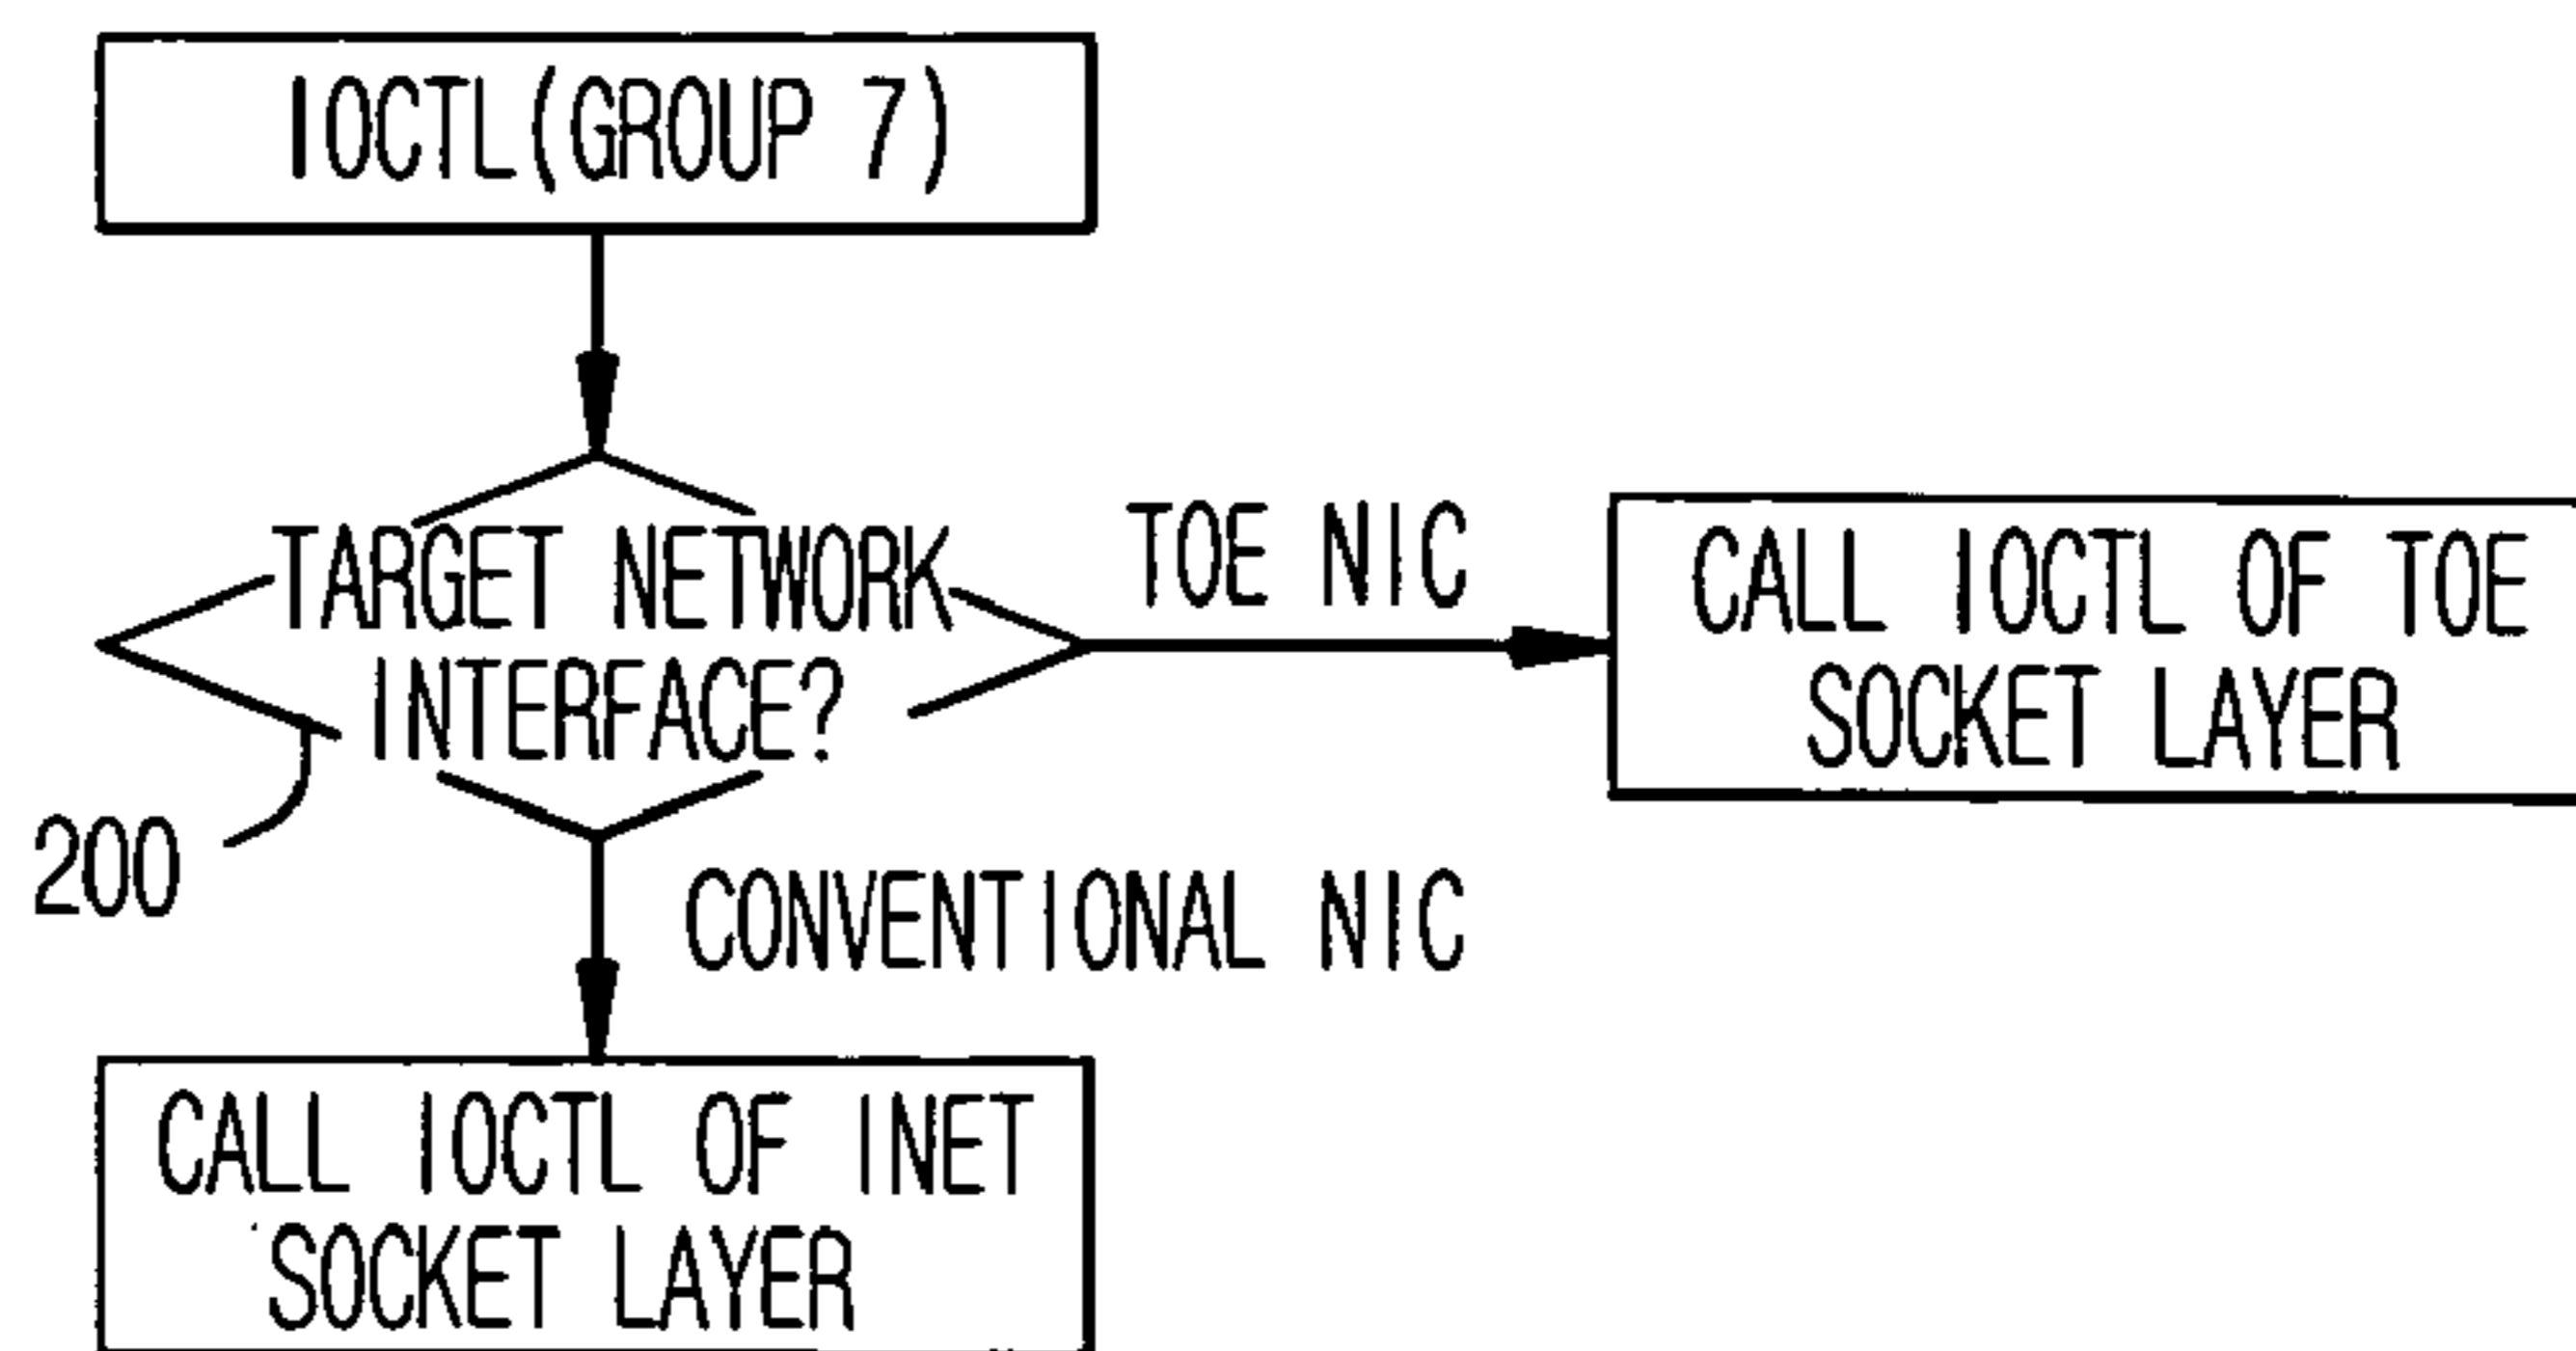 IOCTL(GROUP 7)
TARGET NETWORK
INTERFACE?
TOE NIC
CALL IOCTL OF TOE
SOCKET LAYER
200
CONVENTIONAL NIC
CALL IOCTL OF INET
SOCKET LAYER